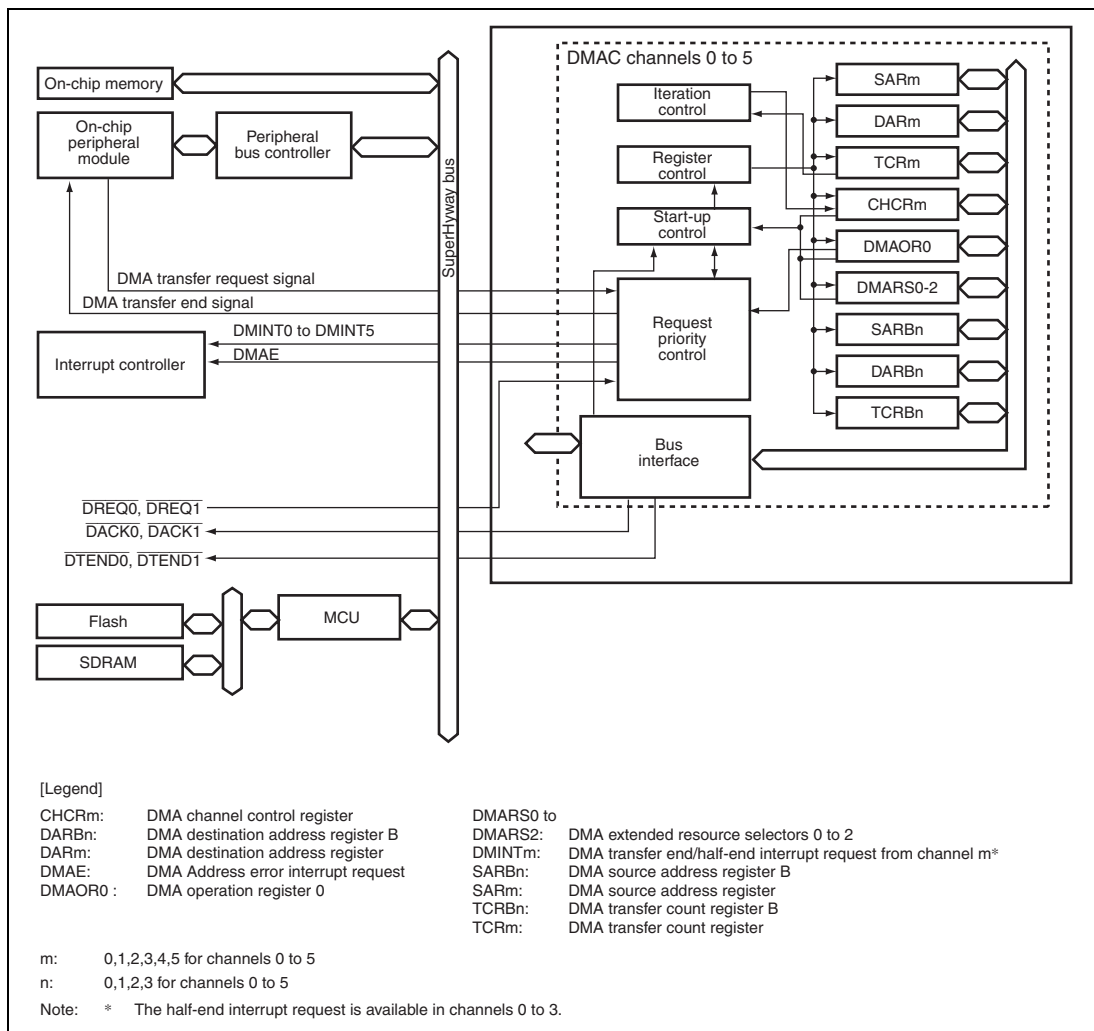 DMAC channels 0 to 5
On-chip memory
On-chip
peripheral
module
Peripheral
bus controller
SuperHyway bus
Iteration
control
Register
control
Start-up
control
Request
priority
control
Bus
interface
SARm
DARm
TCRm
CHCRm
DMAOR0
DMARS0-2
SARBn
DARBn
TCRBn
DMA transfer request signal
DMA transfer end signal
DMINT0 to DMINT5
DMAE
Interrupt controller
DREQ0, DREQ1
DACK0, DACK1
DTEND0, DTEND1
Flash
SDRAM
MCU
[Legend]
CHCRm: DMA channel control register
DARBn: DMA destination address register B
DARm: DMA destination address register
DMAE: DMA Address error interrupt request
DMAOR0 : DMA operation register 0
DMARS0 to
DMARS2: DMA extended resource selectors 0 to 2
DMINTm: DMA transfer end/half-end interrupt request from channel m*
SARBn: DMA source address register B
SARm: DMA source address register
TCRBn: DMA transfer count register B
TCRm: DMA transfer count register
m: 0,1,2,3,4,5 for channels 0 to 5
n: 0,1,2,3 for channels 0 to 5
Note: * The half-end interrupt request is available in channels 0 to 3.